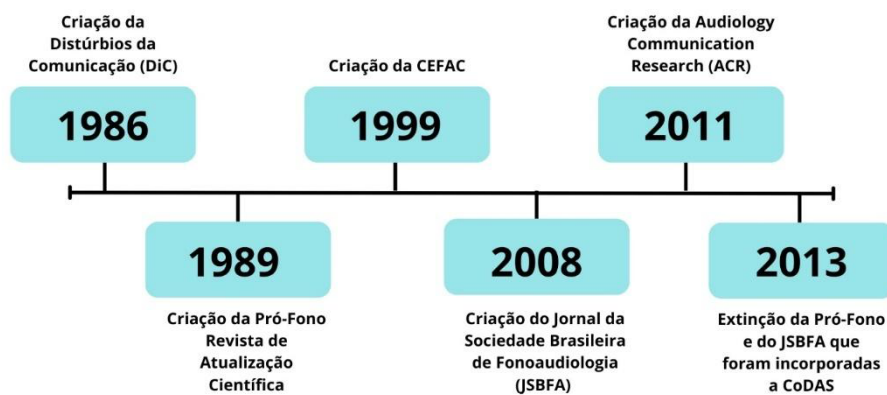 Criação da
Distúrbios da
Comunicação (DiC)
1986
Criação da CEFAC
1999
Criação da Audiology
Communication
Research (ACR)
2011
1989
Criação da Pró-Fono
Revista de
Atualização
Científica
2008
Criação do Jornal da
Sociedade Brasileira
de Fonoaudiologia
(JSBFA)
2013
Extinção da Pró-Fono
e do JSBFA que
foram incorporadas
a CoDAS